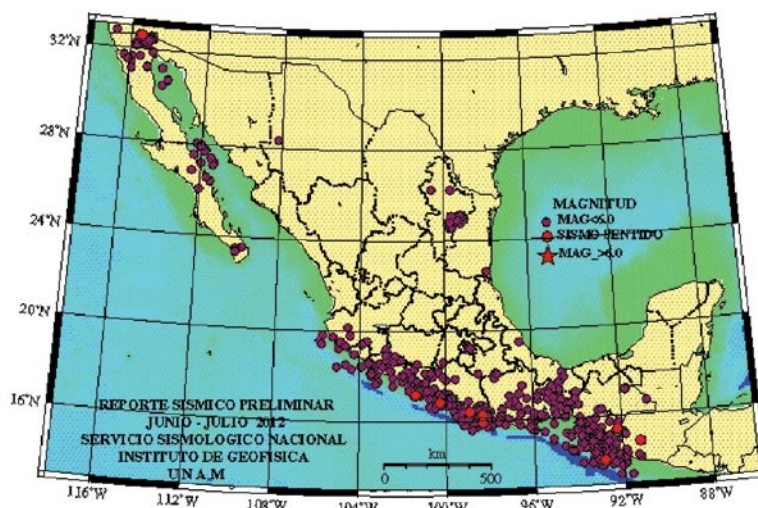 32°N
28°N
24°N
20°N
16°N
MAGNITUD
MAG<6.0
SISMO SENTIDO
MAG_>6.0
REPORTE SISMICO PRELIMINAR
JUNIO - JULIO 2012
SERVICIO SISMOLOGICO NACIONAL
INSTITUTO DE GEOFISICA
U N A M
km
0 500
116°W 112°W 108°W 104°W 100°W 96°W 92°W 88°W